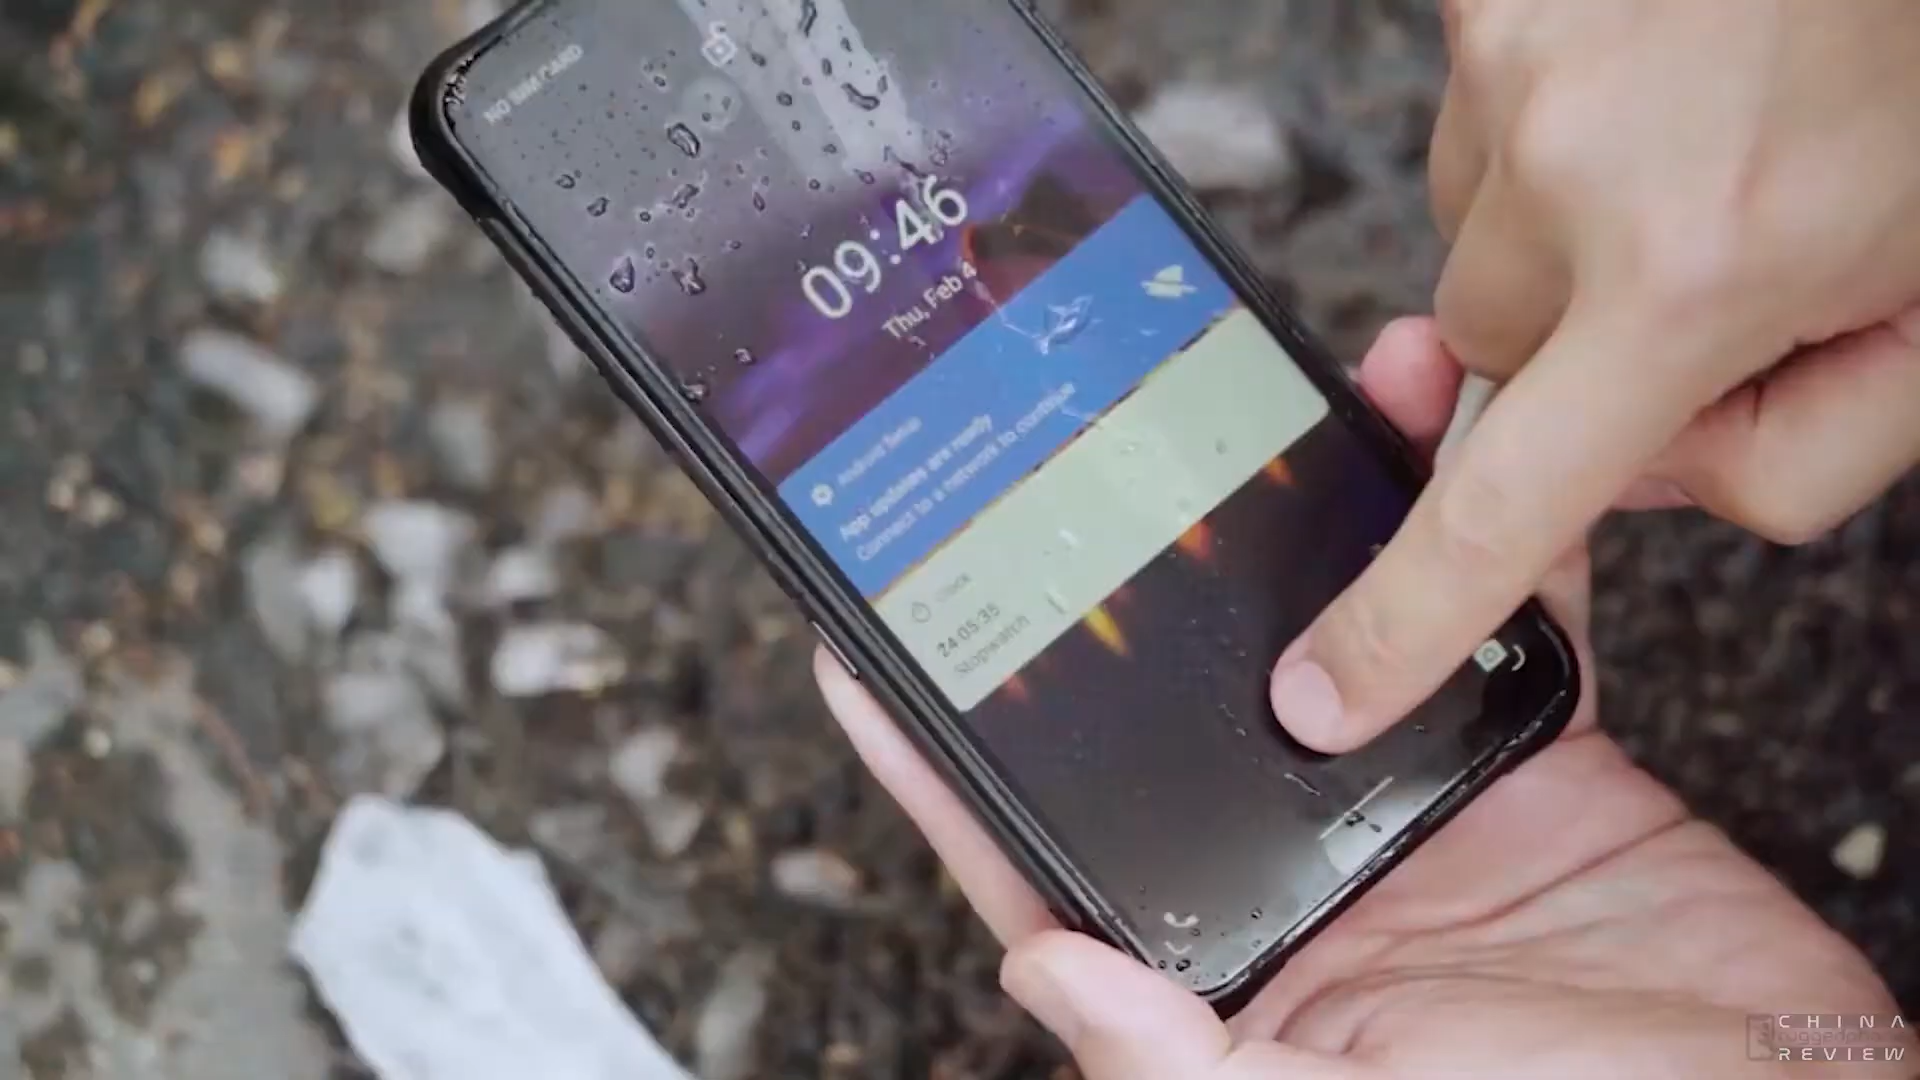 NO SIM CARD
09:46
Thu, Feb 4
Android Setup
App updates are ready
Connect to a network to continue
Clock
24:05:35
Stopwatch
CHINA
REVIEW